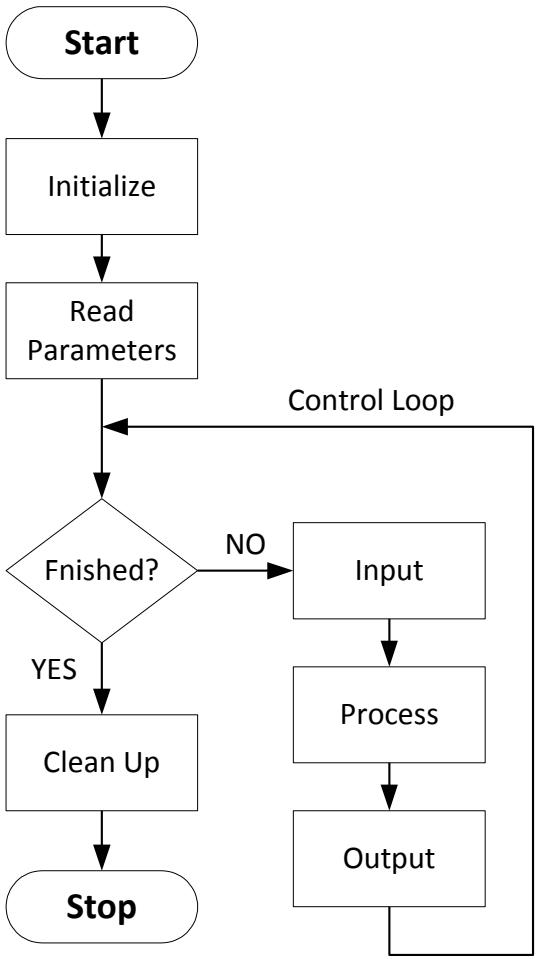 Start
Initialize
Read
Parameters
Control Loop
Fnished?
NO
Input
YES
Process
Clean Up
Output
Stop